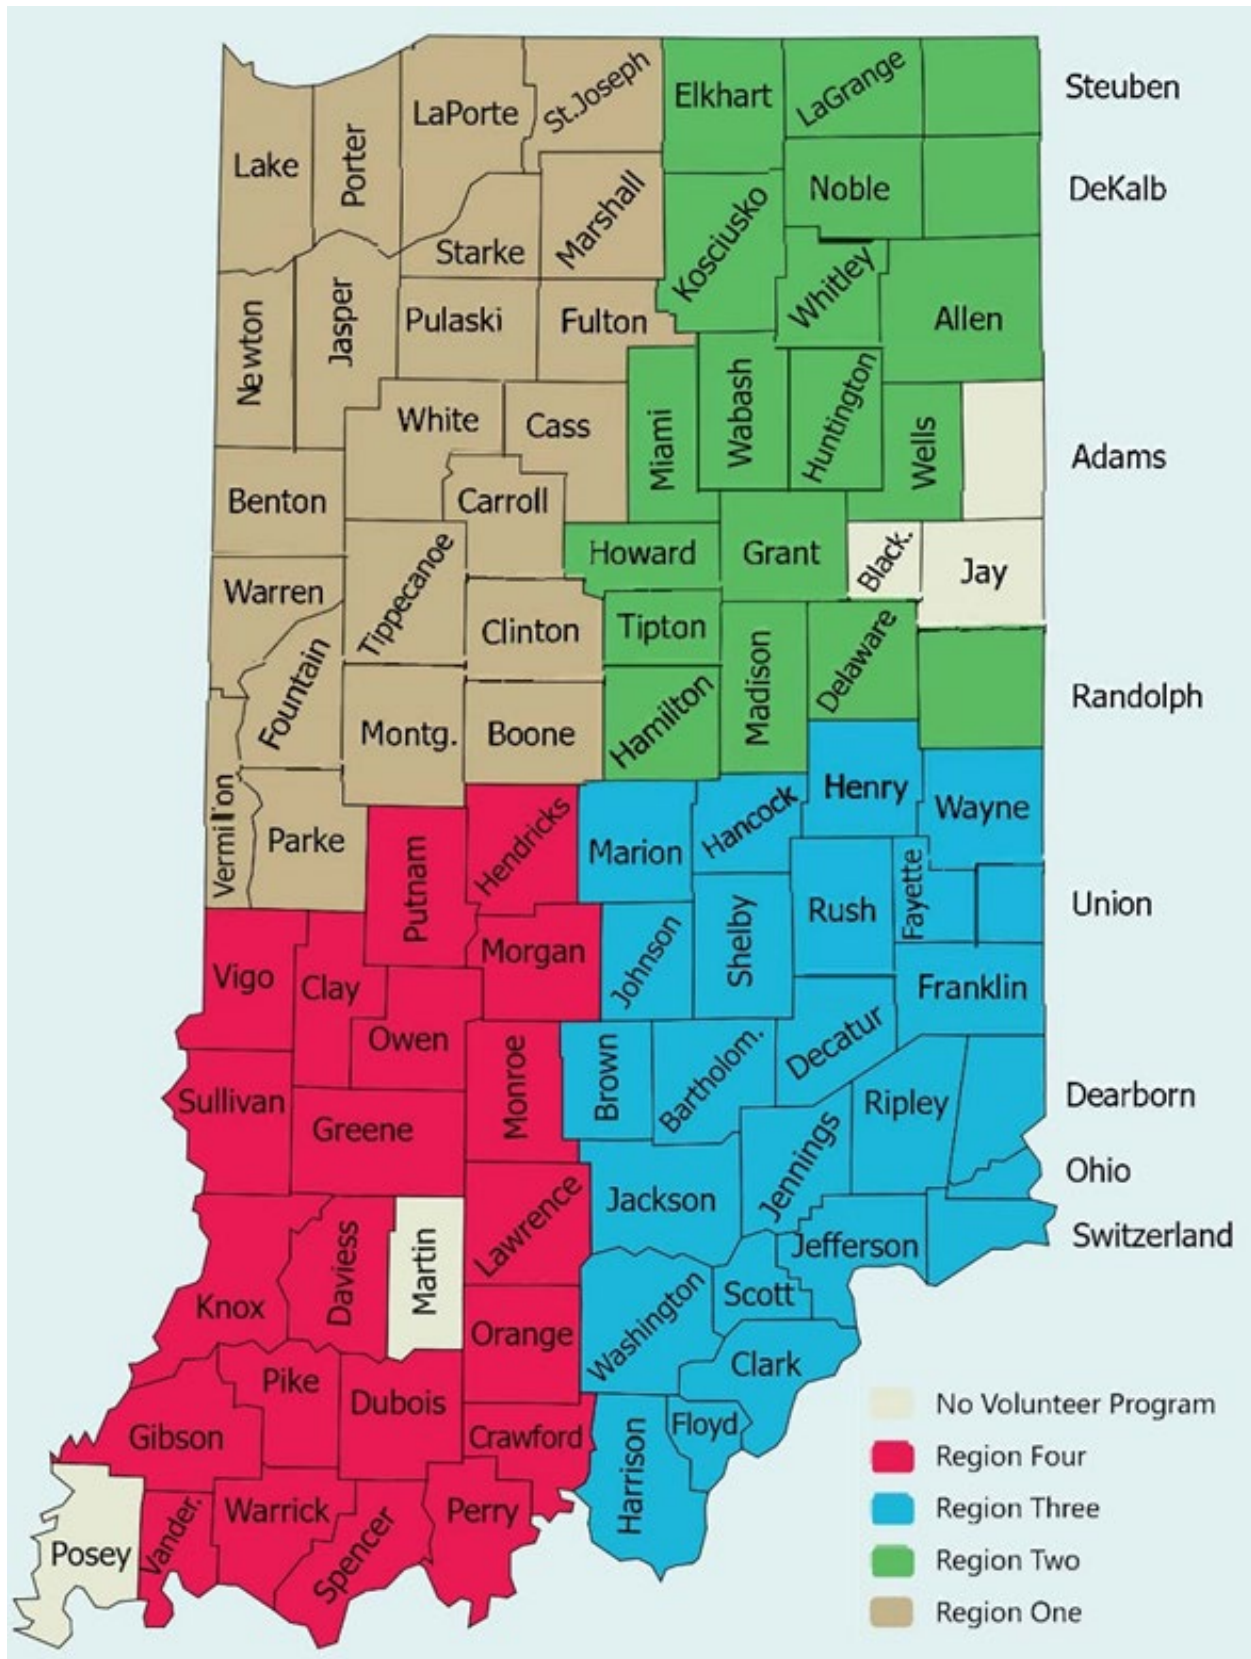 Steuben
St.Joseph
LaGrange
Elkhart
LaPorte
Lake
Porter
Noble
DeKalb
Marshall
Kosciusko
Starke
Whitley
Allen
Newton
Jasper
Pulaski
Fulton
White
Cass
Miami
Wabash
Huntington
Wells
Adams
Benton
Carroll
Howard
Grant
Black.
Jay
Warren
Tippecanoe
Clinton
Tipton
Fountain
Montg.
Boone
Hamilton
Madison
Delaware
Randolph
Vermillion
Parke
Putnam
Hendricks
Marion
Hancock
Henry
Wayne
Vigo
Clay
Morgan
Johnson
Shelby
Rush
Fayette
Union
Franklin
Owen
Sullivan
Greene
Monroe
Brown
Bartholom.
Decatur
Ripley
Dearborn
Jennings
Ohio
Jackson
Lawrence
Switzerland
Jefferson
Knox
Daviess
Martin
Orange
Washington
Scott
Clark
Pike
Dubois
Gibson
Crawford
Harrison
Floyd
Posey
Vander.
Warrick
Spencer
Perry
No Volunteer Program
Region Four
Region Three
Region Two
Region One